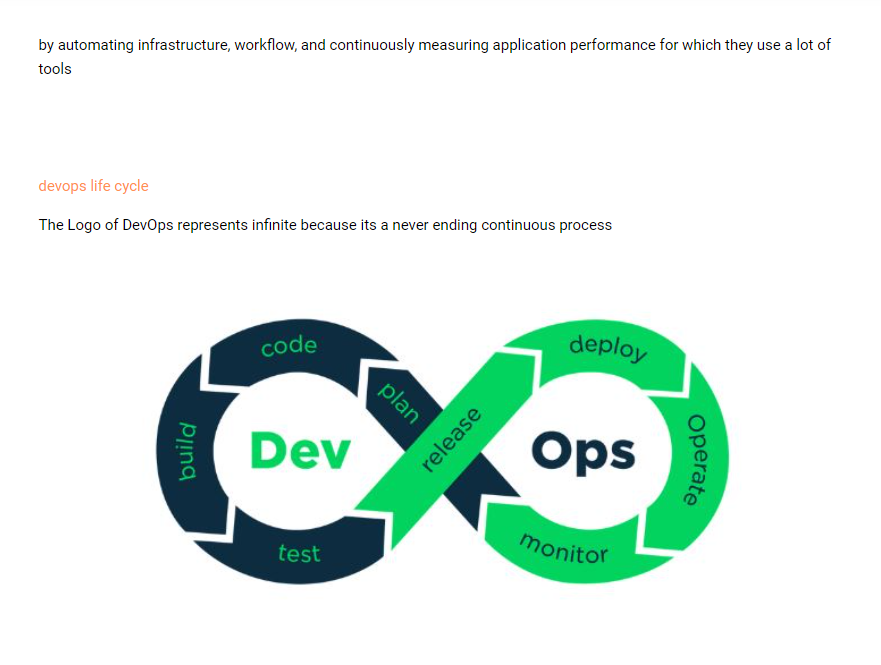 by automating infrastructure, workflow, and continuously measuring application performance for which they use a lot of
tools
devops life cycle
The Logo of DevOps represents infinite because its a never ending continuous process
code
plan
release
deploy
build
Dev
Ops
Operate
test
monitor